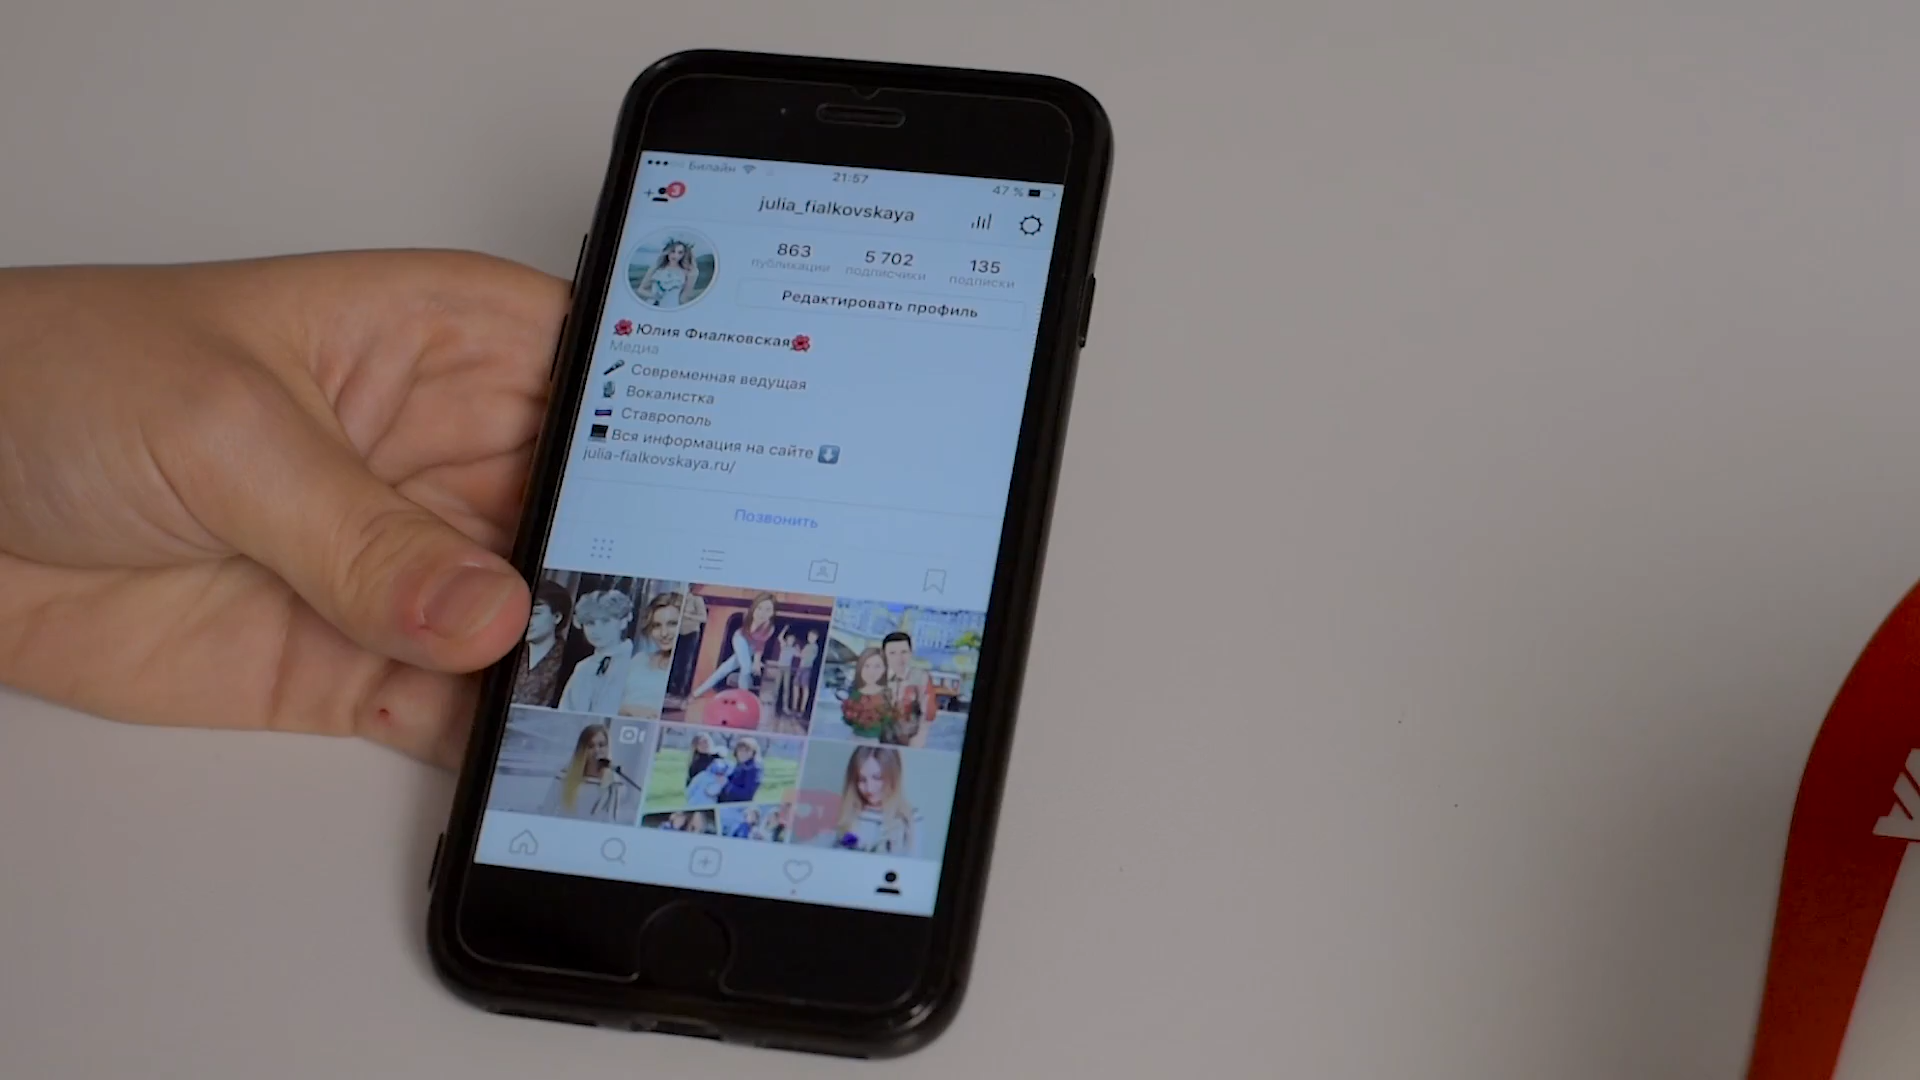 Билайн
21:57
47 %
3
julia_fialkovskaya
863 5 702 135
публикации подписчики подписки
Редактировать профиль
Юлия Фиалковская
Медиа
Современная ведущая
Вокалистка
Ставрополь
Вся информация на сайте
julia-fialkovskaya.ru/
Позвонить